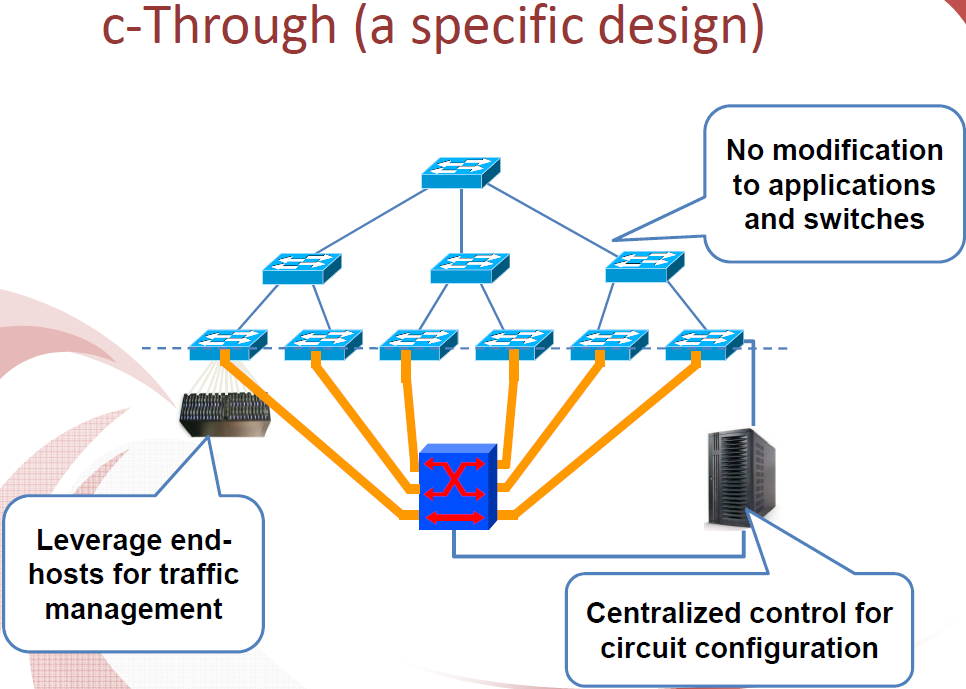 c-Through (a specific design)
No modification
to applications
and switches
Leverage end-
hosts for traffic
management
Centralized control for
circuit configuration